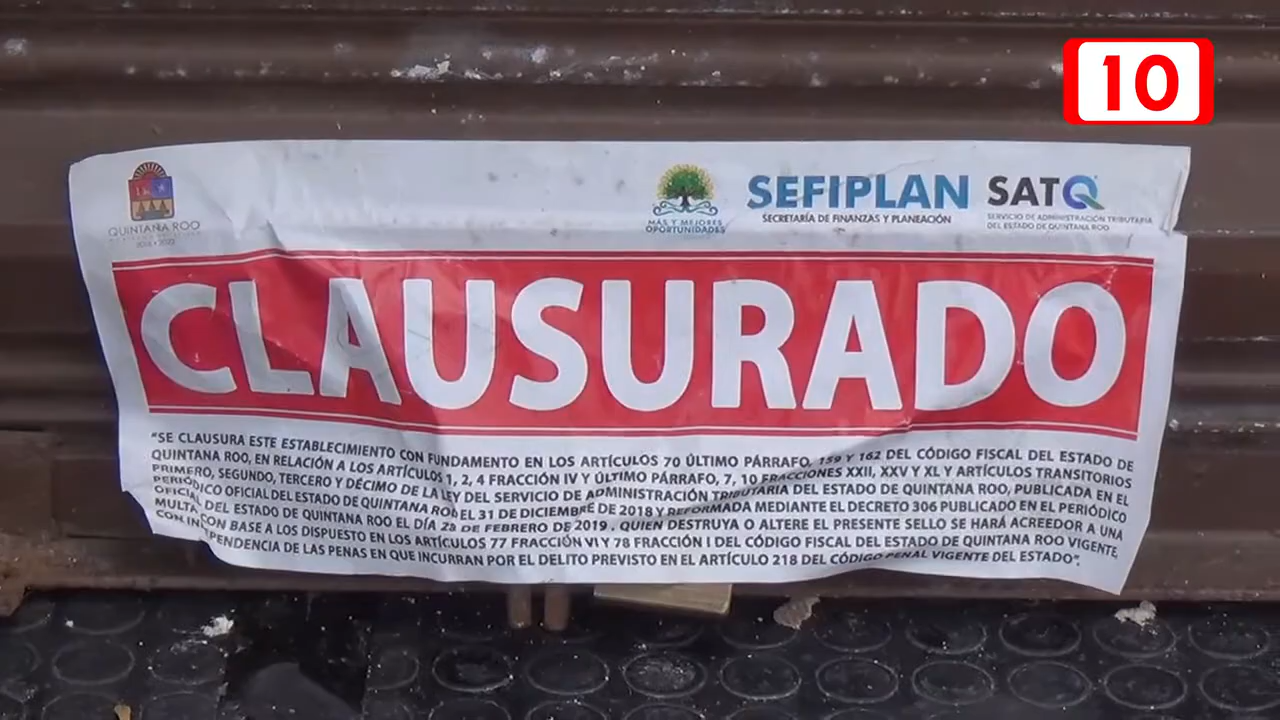 10
QUINTANA ROO
MÁS Y MEJORES
OPORTUNIDADES
SEFIPLAN
SECRETARÍA DE FINANZAS Y PLANEACIÓN
SATQ
SERVICIO DE ADMINISTRACIÓN TRIBUTARIA
DEL ESTADO DE QUINTANA ROO
CLAUSURADO
"SE CLAUSURA ESTE ESTABLECIMIENTO CON FUNDAMENTO EN LOS ARTÍCULOS 70 ÚLTIMO PÁRRAFO, 159 Y 162 DEL CÓDIGO FISCAL DEL ESTADO DE
QUINTANA ROO, EN RELACIÓN A LOS ARTÍCULOS 1, 2, 4 FRACCIÓN IV Y ÚLTIMO PÁRRAFO, 7, 10 FRACCIONES XXII, XXV Y XL Y ARTÍCULOS TRANSITORIOS
PRIMERO, SEGUNDO, TERCERO Y DÉCIMO DE LA LEY DEL SERVICIO DE ADMINISTRACIÓN TRIBUTARIA DEL ESTADO DE QUINTANA ROO, PUBLICADA EN EL
PERIÓDICO OFICIAL DEL ESTADO DE QUINTANA ROO EL 31 DE DICIEMBRE DE 2018 Y REFORMADA MEDIANTE EL DECRETO 306 PUBLICADO EN EL PERIÓDICO
OFICIAL DEL ESTADO DE QUINTANA ROO EL DÍA 28 DE FEBRERO DE 2019. QUIEN DESTRUYA O ALTERE EL PRESENTE SELLO SE HARÁ ACREEDOR A UNA
MULTA CON BASE A LOS DISPUESTO EN LOS ARTÍCULOS 77 FRACCIÓN VI Y 78 FRACCIÓN I DEL CÓDIGO FISCAL DEL ESTADO DE QUINTANA ROO VIGENTE,
CON IN PENDENCIA DE LAS PENAS EN QUE INCURRAN POR EL DELITO PREVISTO EN EL ARTÍCULO 218 DEL CÓDIGO PENAL VIGENTE DEL ESTADO".